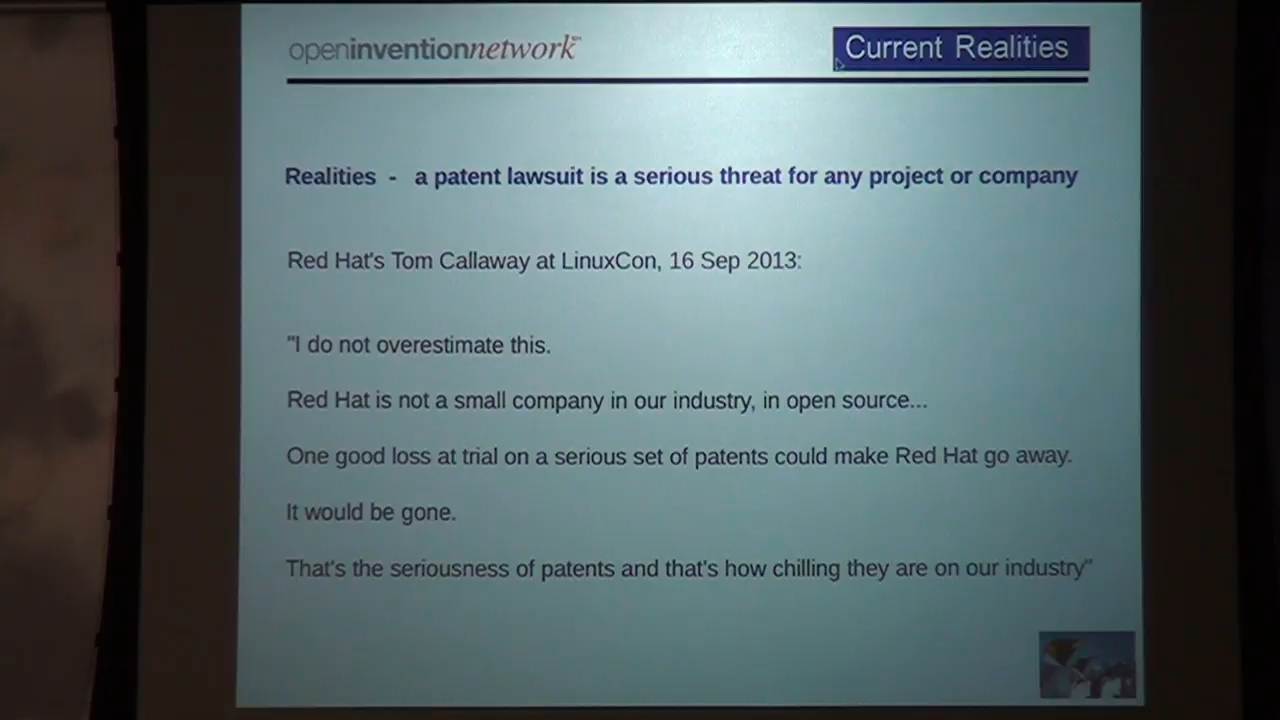 openinventionnetwork
Current Realities
Realities - a patent lawsuit is a serious threat for any project or company
Red Hat's Tom Callaway at LinuxCon, 16 Sep 2013:
"I do not overestimate this.
Red Hat is not a small company in our industry, in open source...
One good loss at trial on a serious set of patents could make Red Hat go away.
It would be gone.
That's the seriousness of patents and that's how chilling they are on our industry"